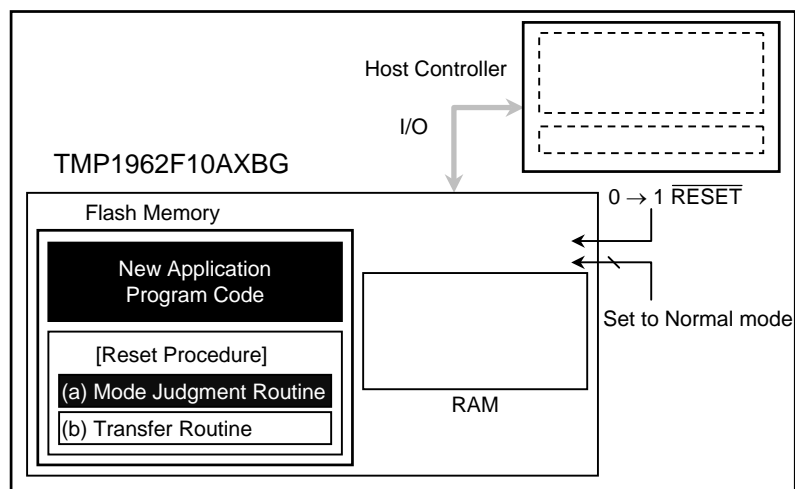 Host Controller
I/O
TMP1962F10AXBG
0 → 1 RESET
Flash Memory
New Application
Program Code
Set to Normal mode
[Reset Procedure]
(a) Mode Judgment Routine
RAM
(b) Transfer Routine